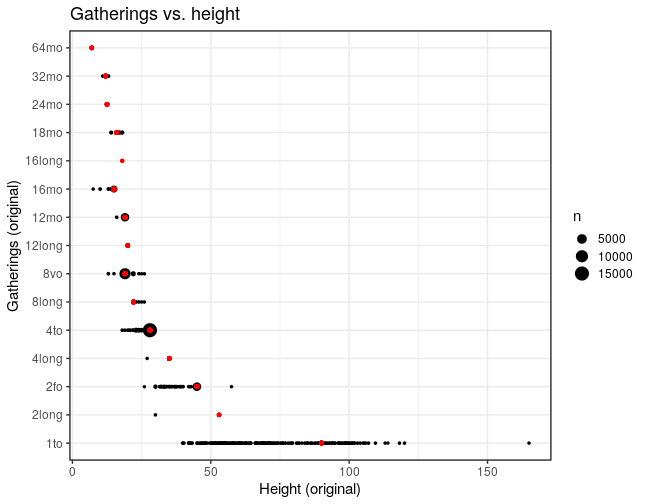 Gatherings vs. height
64mo
32mo
24mo
18mo
16long
16mo
12mo
12long
8vo
8long
4to
4long
2fo
2long
1to
Gatherings (original)
0 50 100 150
Height (original)
n
5000
10000
15000